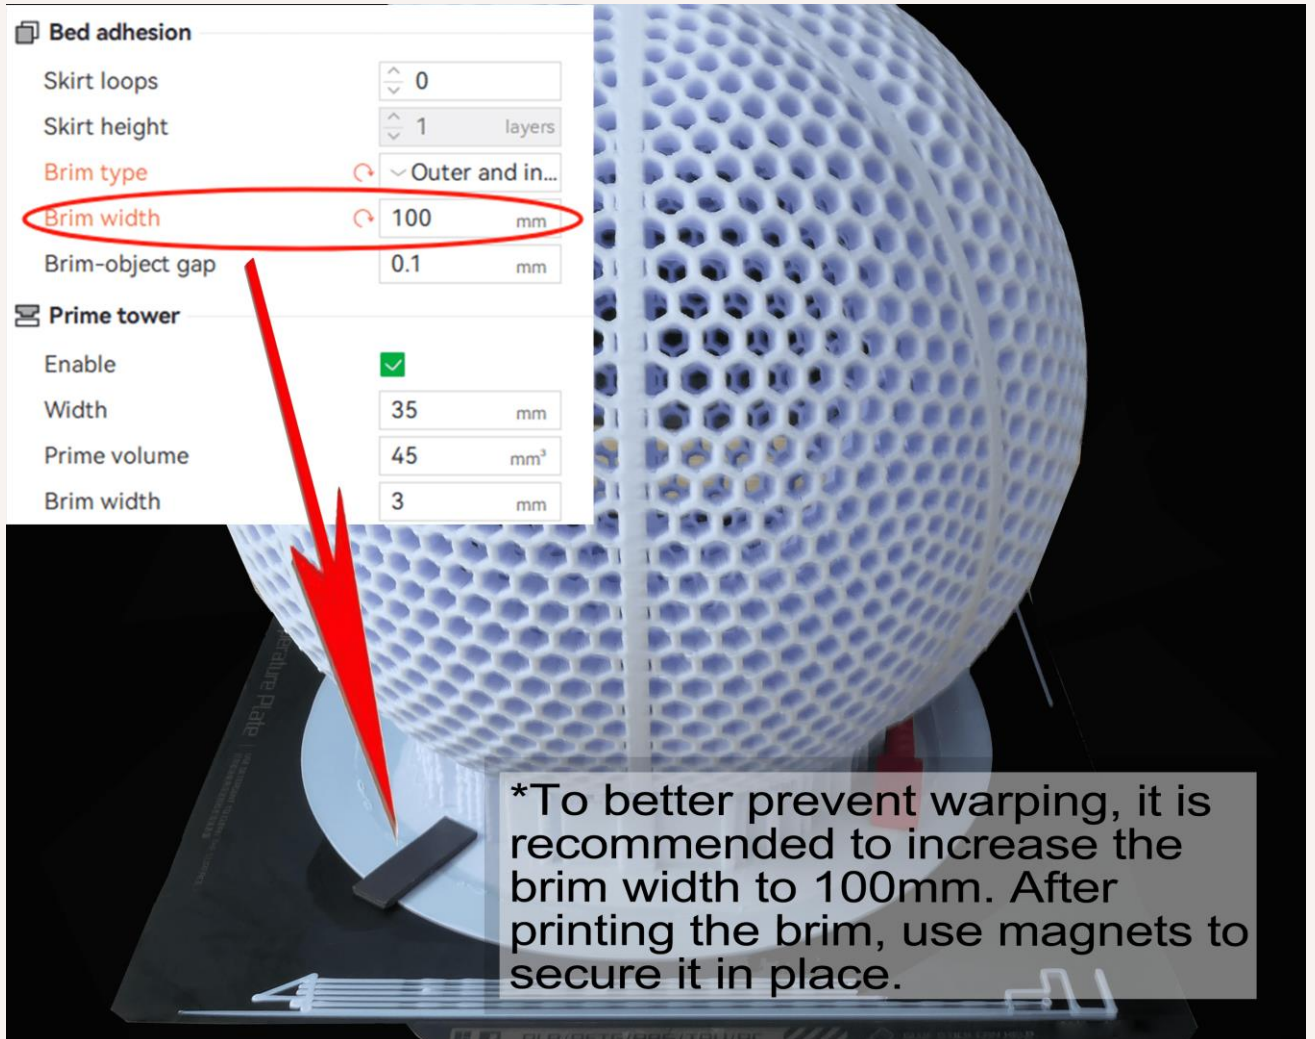 Bed adhesion
Skirt loops 0
Skirt height 1 layers
Brim type Outer and in...
Brim width 100 mm
Brim-object gap 0.1 mm
Prime tower
Enable
Width 35 mm
Prime volume 45 mm³
Brim width 3 mm
erature Plate
*To better prevent warping, it is
recommended to increase the
brim width to 100mm. After
printing the brim, use magnets to
secure it in place.